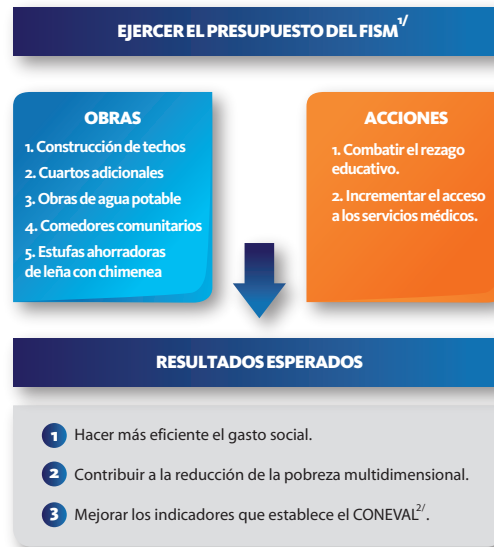 EJERCER EL PRESUPUESTO DEL FISM1/
OBRAS
1. Construcción de techos
2. Cuartos adicionales
3. Obras de agua potable
4. Comedores comunitarios
5. Estufas ahorradoras
de leña con chimenea
ACCIONES
1. Combatir el rezago
educativo.
2. Incrementar el acceso
a los servicios médicos.
RESULTADOS ESPERADOS
1 Hacer más eficiente el gasto social.
2 Contribuir a la reducción de la pobreza multidimensional.
3 Mejorar los indicadores que establece el CONEVAL2/.